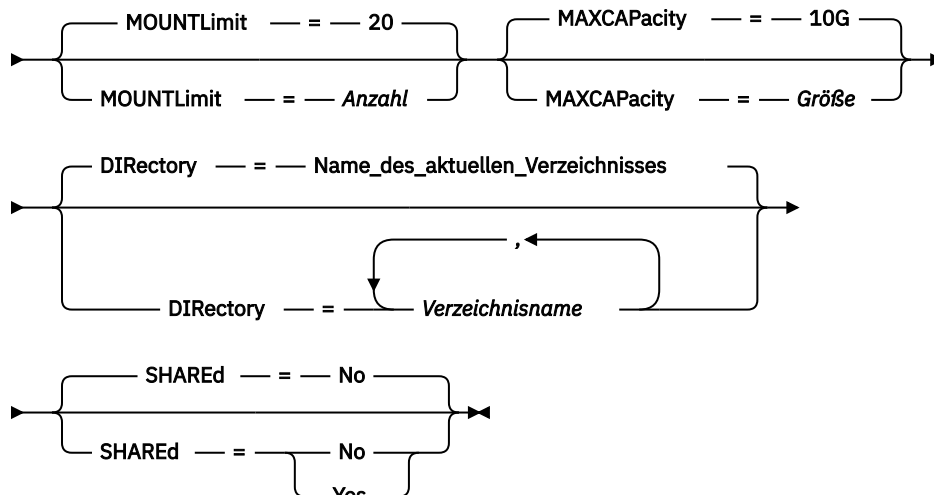 MOUNTLimit = 20
MAXCAPacity = 10G
MOUNTLimit = Anzahl
MAXCAPacity = Größe
DIRectory = Name_des_aktuellen_Verzeichnisses
,
DIRectory = Verzeichnisname
SHAREd = No
SHAREd = No
Yes